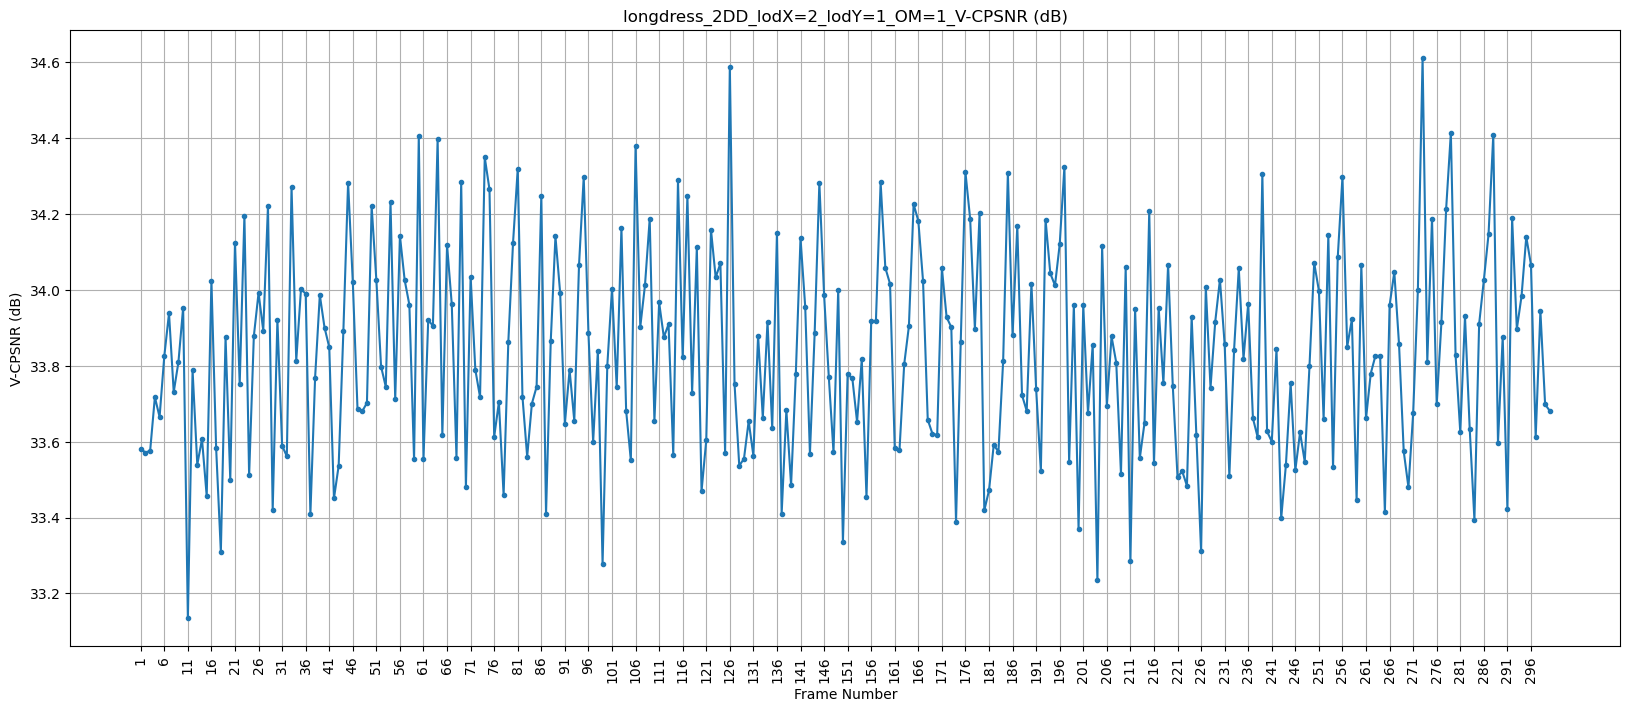 longdress_2DD_lodX=2_lodY=1_OM=1_V-CPSNR (dB)
V-CPSNR (dB)
34.6
34.4
34.2
34.0
33.8
33.6
33.4
33.2
1 6 11 16 21 26 31 36 41 46 51 56 61 66 71 76 81 86 91 96 101 106 111 116 121 126 131 136 141 146 151 156 161 166 171 176 181 186 191 196 201 206 211 216 221 226 231 236 241 246 251 256 261 266 271 276 281 286 291 296
Frame Number